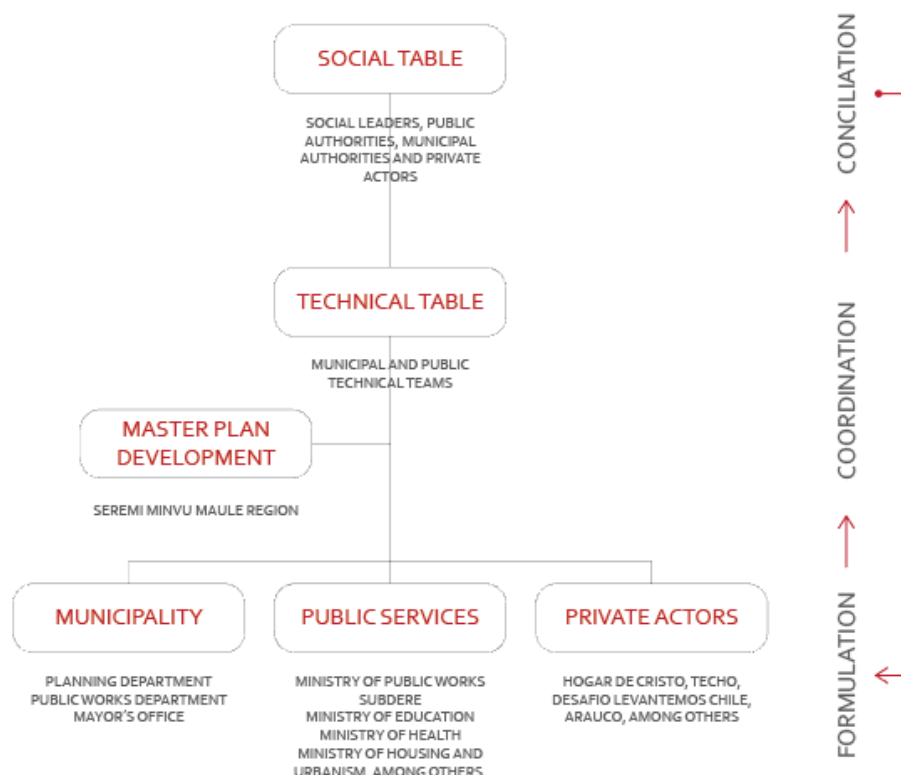 SOCIAL TABLE
SOCIAL LEADERS, PUBLIC
AUTHORITIES, MUNICIPAL
AUTHORITIES AND PRIVATE
ACTORS
TECHNICAL TABLE
MUNICIPAL AND PUBLIC
TECHNICAL TEAMS
MASTER PLAN
DEVELOPMENT
SEREMI MINVU MAULE REGION
MUNICIPALITY
PLANNING DEPARTMENT
PUBLIC WORKS DEPARTMENT
MAYOR'S OFFICE
PUBLIC SERVICES
MINISTRY OF PUBLIC WORKS
SUBDERE
MINISTRY OF EDUCATION
MINISTRY OF HEALTH
MINISTRY OF HOUSING AND
URBANISM, AMONG OTHERS
PRIVATE ACTORS
HOGAR DE CRISTO, TECHO,
DESAFIO LEVANTEMOS CHILE,
ARAUCO, AMONG OTHERS
CONCILIATION
COORDINATION
FORMULATION